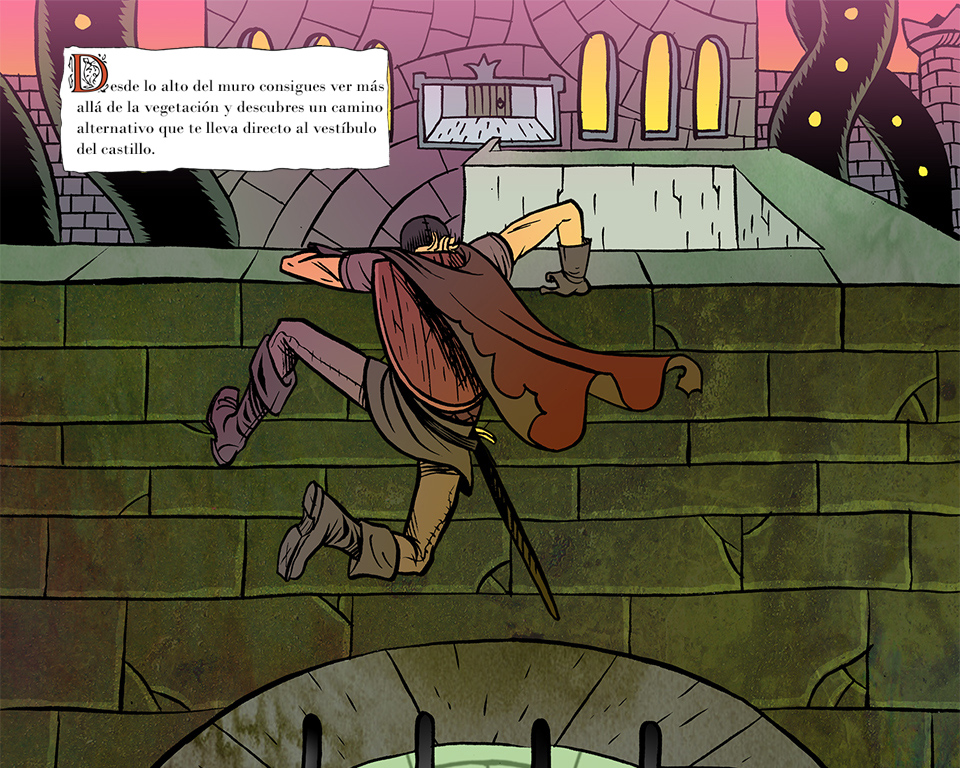 Desde lo alto del muro consigues ver más
allá de la vegetación y descubres un camino
alternativo que te lleva directo al vestíbulo
del castillo.